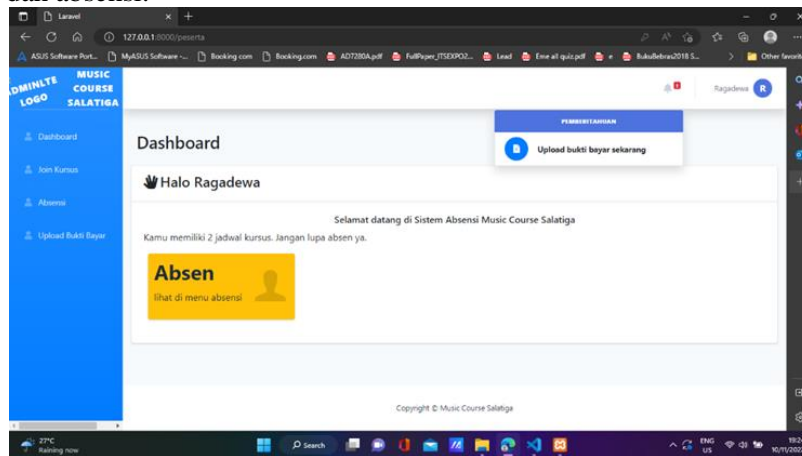 dan absensi.
Laravel
127.0.0.1:8000/peserta
ASUS Software Port...
MyASUS Software -...
Booking.com
Booking.com
AD7280A.pdf
FullPaper_ITSEXPO2...
Lead
Eme all quiz.pdf
e
BukuBebras2018 S...
Other favorite
ADMINLTE LOGO
MUSIC COURSE SALATIGA
Ragadewa R
PEMBERITAHUAN
Upload bukti bayar sekarang
Dashboard
Join Kursus
Absensi
Upload Bukti Bayar
Dashboard
Halo Ragadewa
Selamat datang di Sistem Absensi Music Course Salatiga
Kamu memiliki 2 jadwal kursus. Jangan lupa absen ya.
Absen
lihat di menu absensi
Copyright © Music Course Salatiga
27°C
Raining now
Search
ENG
US
10/11/202